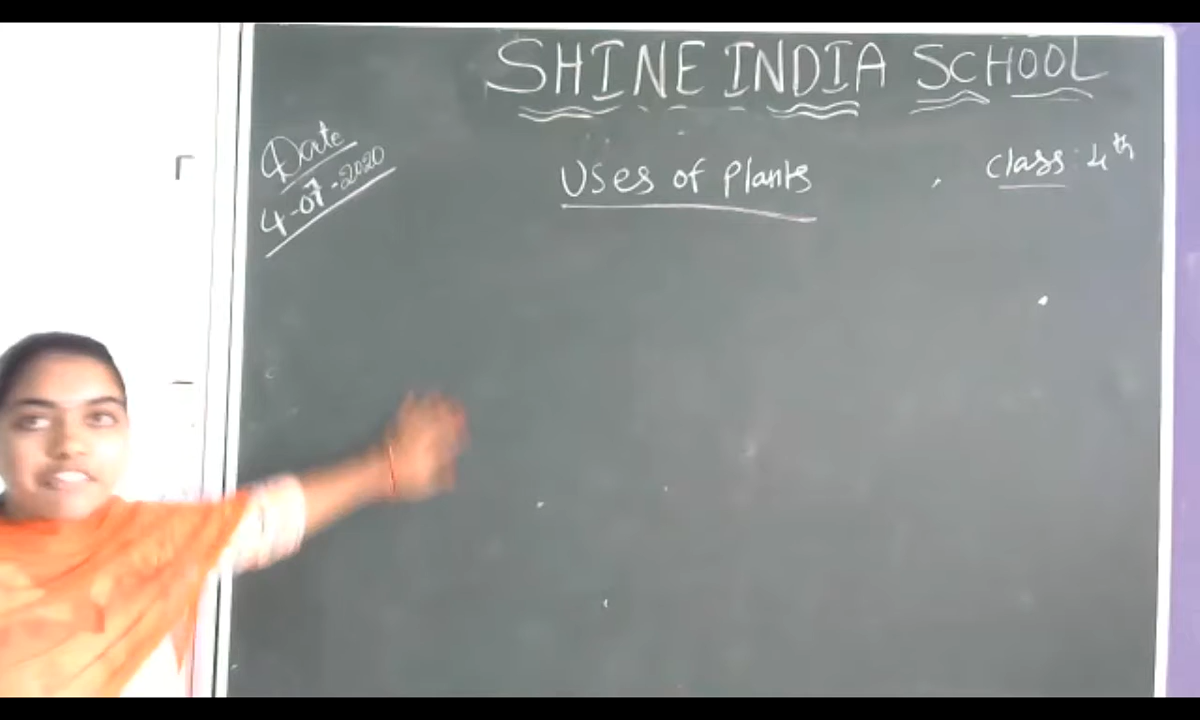 SHINE INDIA SCHOOL
Date
4-07-2020
Uses of Plants
Class 4th